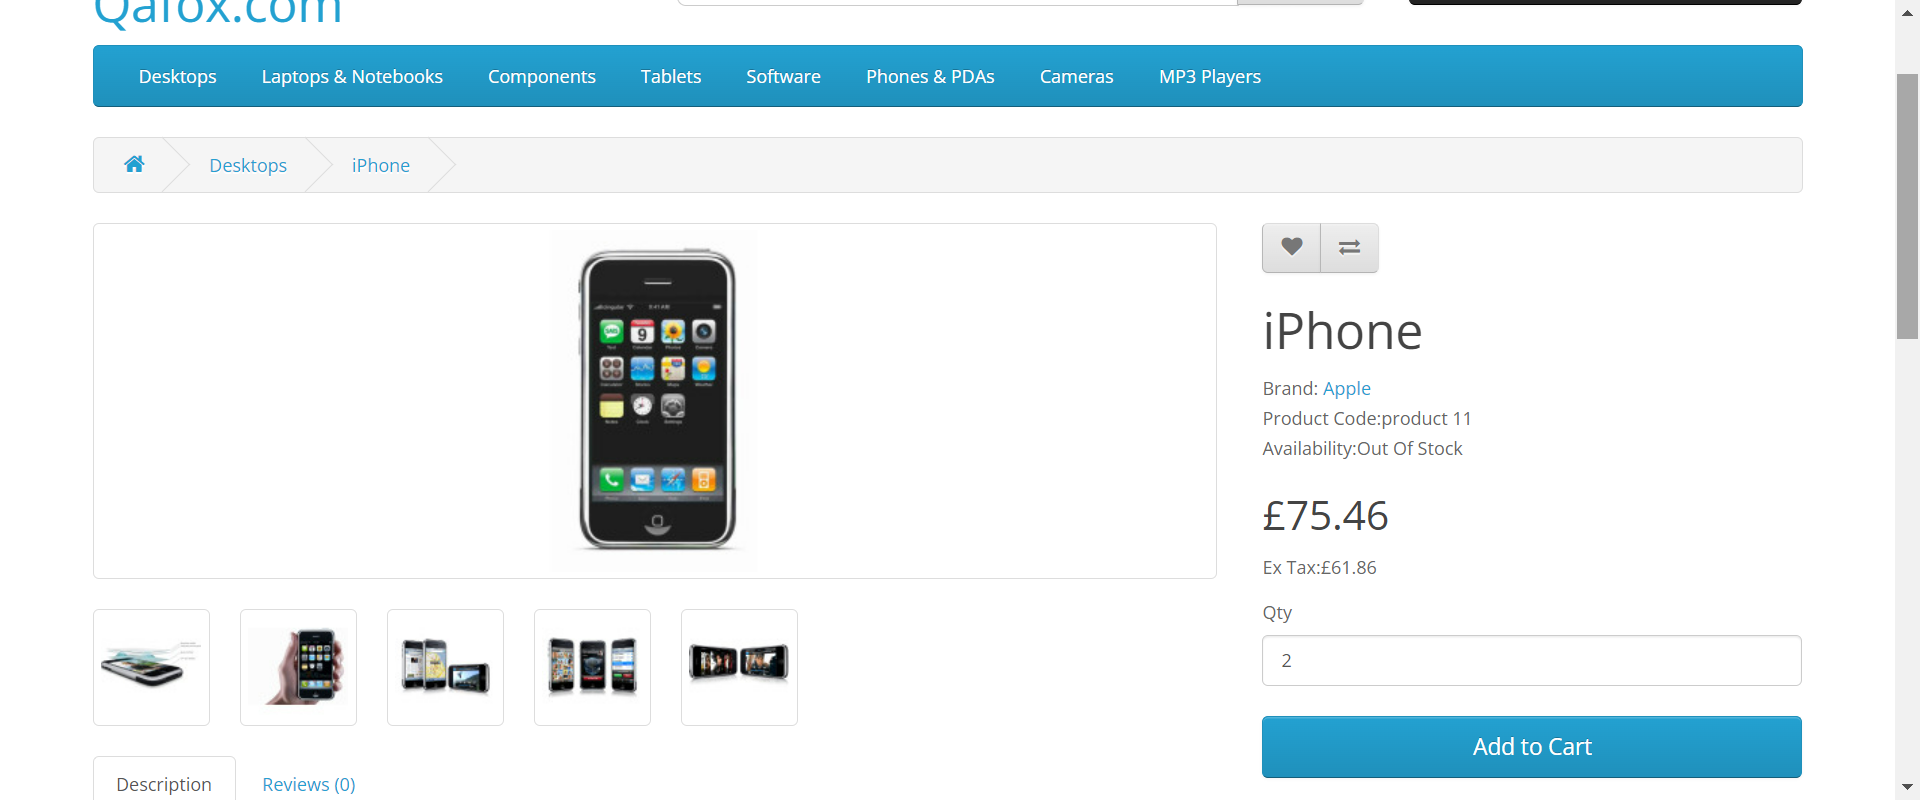 Qafox.com
Desktops Laptops & Notebooks Components Tablets Software Phones & PDAs Cameras MP3 Players
Desktops iPhone
iPhone
Brand: Apple
Product Code:product 11
Availability:Out Of Stock
£75.46
Ex Tax:£61.86
Qty
2
Add to Cart
Description Reviews (0)